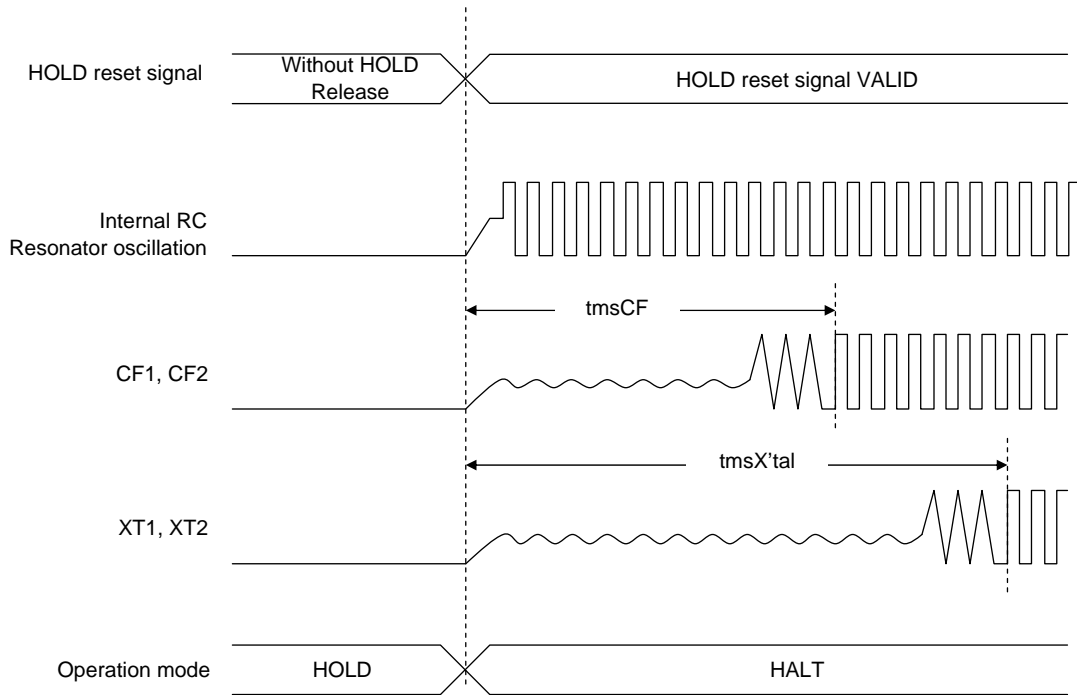 HOLD reset signal
Without HOLD
Release
HOLD reset signal VALID
Internal RC
Resonator oscillation
tmsCF
CF1, CF2
tmsX’tal
XT1, XT2
Operation mode
HOLD
HALT